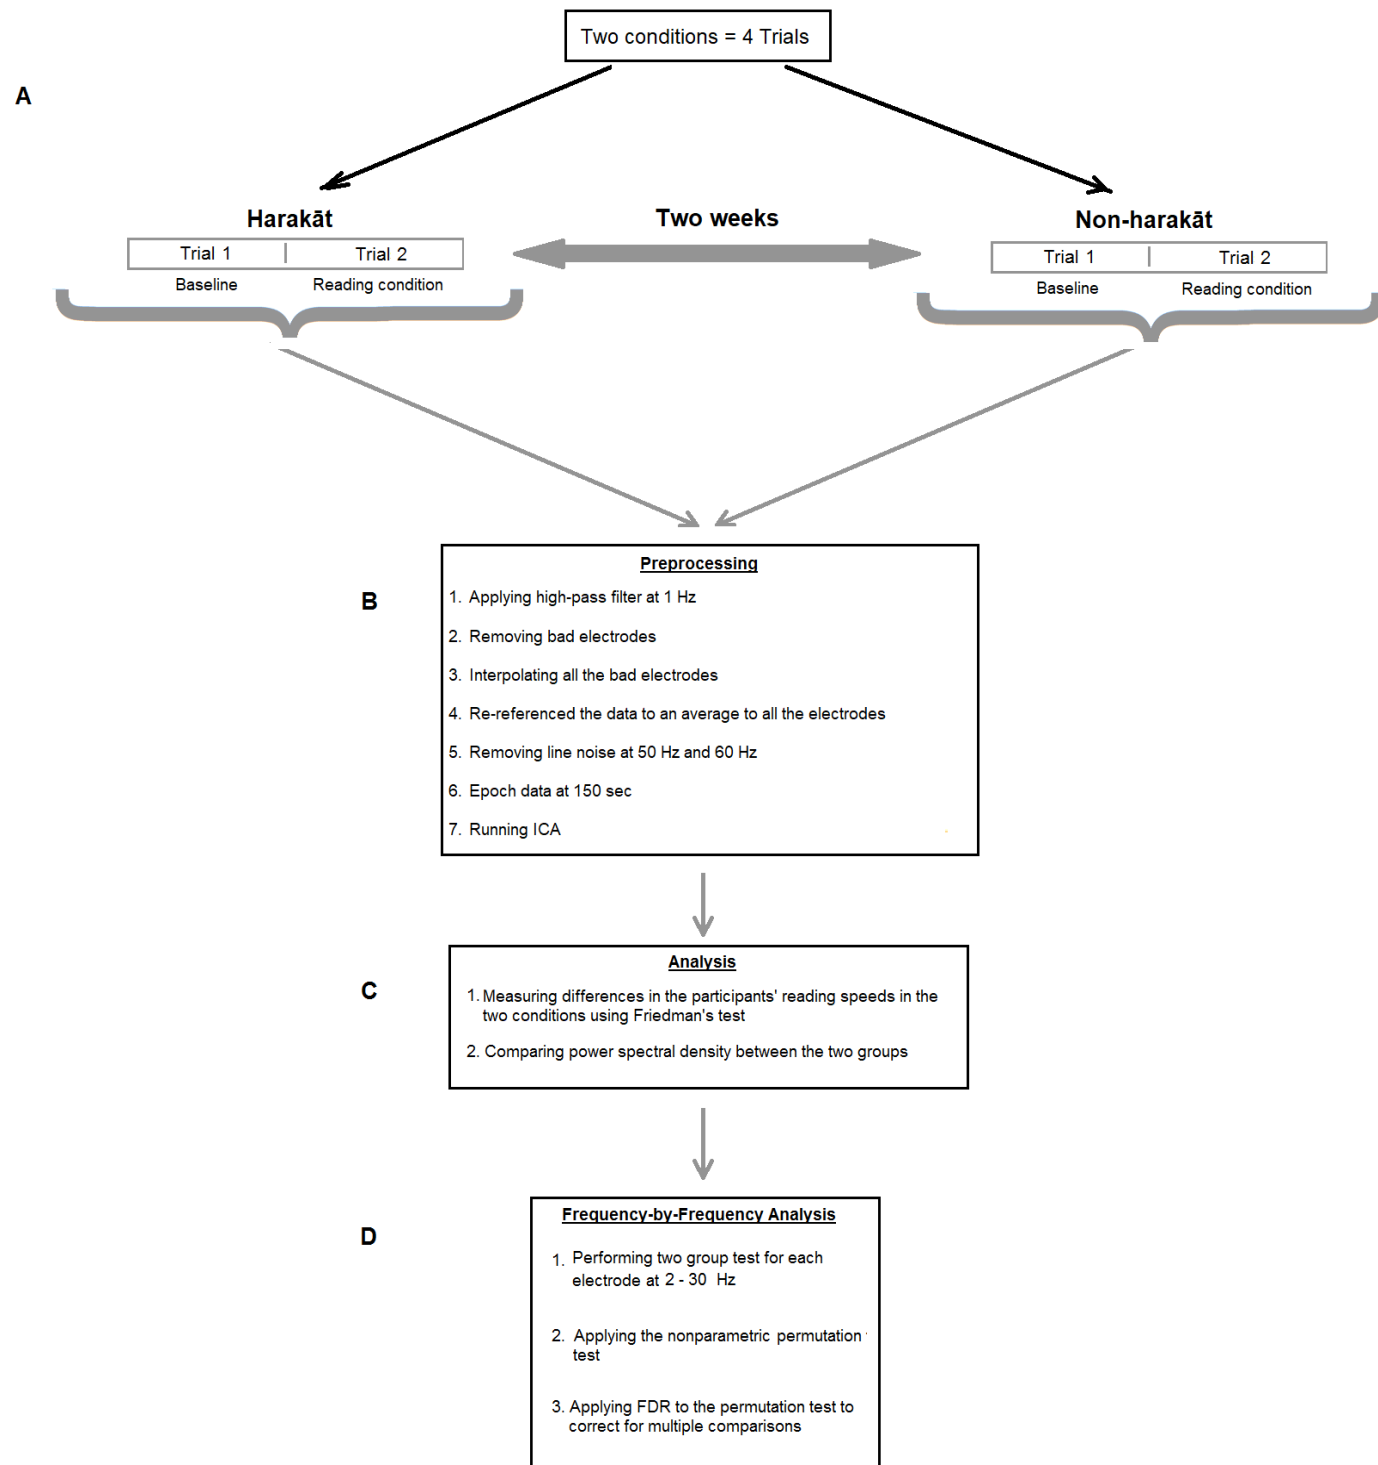 Two conditions = 4 Trials
A
Harakāt
Two weeks
Non-harakāt
Trial 1 | Trial 2
Trial 1 | Trial 2
Baseline Reading condition
Baseline Reading condition
Preprocessing
B
1. Applying high-pass filter at 1 Hz
2. Removing bad electrodes
3. Interpolating all the bad electrodes
4. Re-referenced the data to an average to all the electrodes
5. Removing line noise at 50 Hz and 60 Hz
6. Epoch data at 150 sec
7. Running ICA
Analysis
C
1. Measuring differences in the participants' reading speeds in the
two conditions using Friedman's test
2. Comparing power spectral density between the two groups
Frequency-by-Frequency Analysis
D
1. Performing two group test for each
electrode at 2 - 30 Hz
2. Applying the nonparametric permutation
test
3. Applying FDR to the permutation test to
correct for multiple comparisons